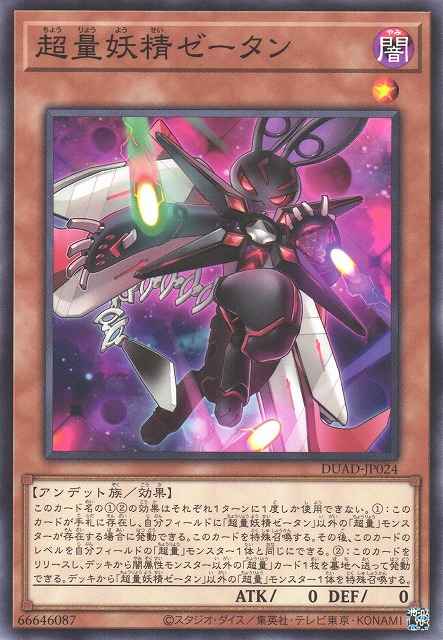 超量妖精ゼータン
闇
DUAD-JP024
【アンデット族／効果】
このカード名の①②の効果はそれぞれ1ターンに1度しか使用できない。①：こ
のカードが手札に存在し、自分フィールドに「超量妖精ゼータン」以外の「超量」モンス
ターが存在する場合に発動できる。このカードを特殊召喚する。その後、このカードの
レベルを自分フィールドの「超量」モンスター1体と同じにできる。②：このカードを
リリースし、デッキから闇属性モンスター以外の「超量」カード1枚を墓地へ送って発動
できる。デッキから「超量妖精ゼータン」以外の「超量」モンスター1体を特殊召喚する。
ATK/ 0 DEF/ 0
66646087 ©スタジオ・ダイス／集英社・テレビ東京・KONAMI